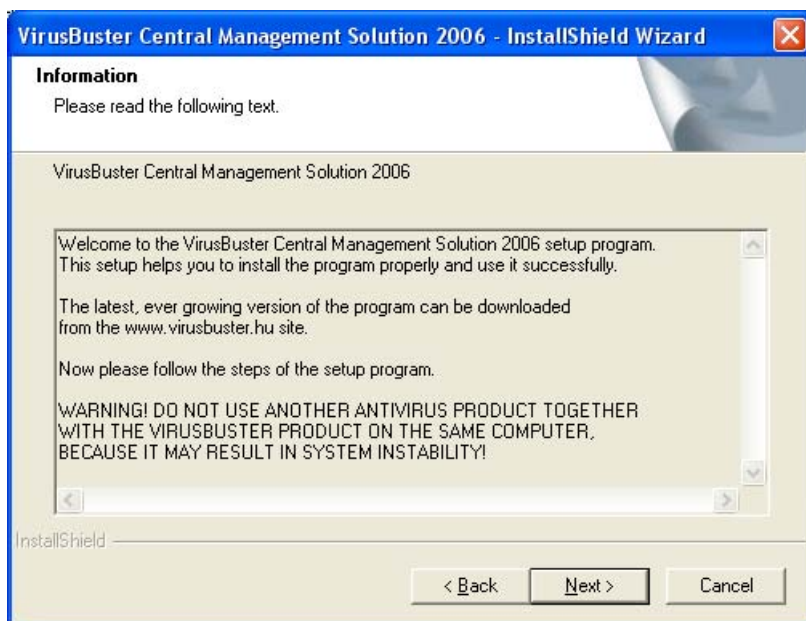 VirusBuster Central Management Solution 2006 - InstallShield Wizard
Information
Please read the following text.
VirusBuster Central Management Solution 2006
Welcome to the VirusBuster Central Management Solution 2006 setup program.
This setup helps you to install the program properly and use it successfully.
The latest, ever growing version of the program can be downloaded
from the www.virusbuster.hu site.
Now please follow the steps of the setup program.
WARNING! DO NOT USE ANOTHER ANTIVIRUS PRODUCT TOGETHER
WITH THE VIRUSBUSTER PRODUCT ON THE SAME COMPUTER,
BECAUSE IT MAY RESULT IN SYSTEM INSTABILITY!
InstallShield
< Back Next > Cancel